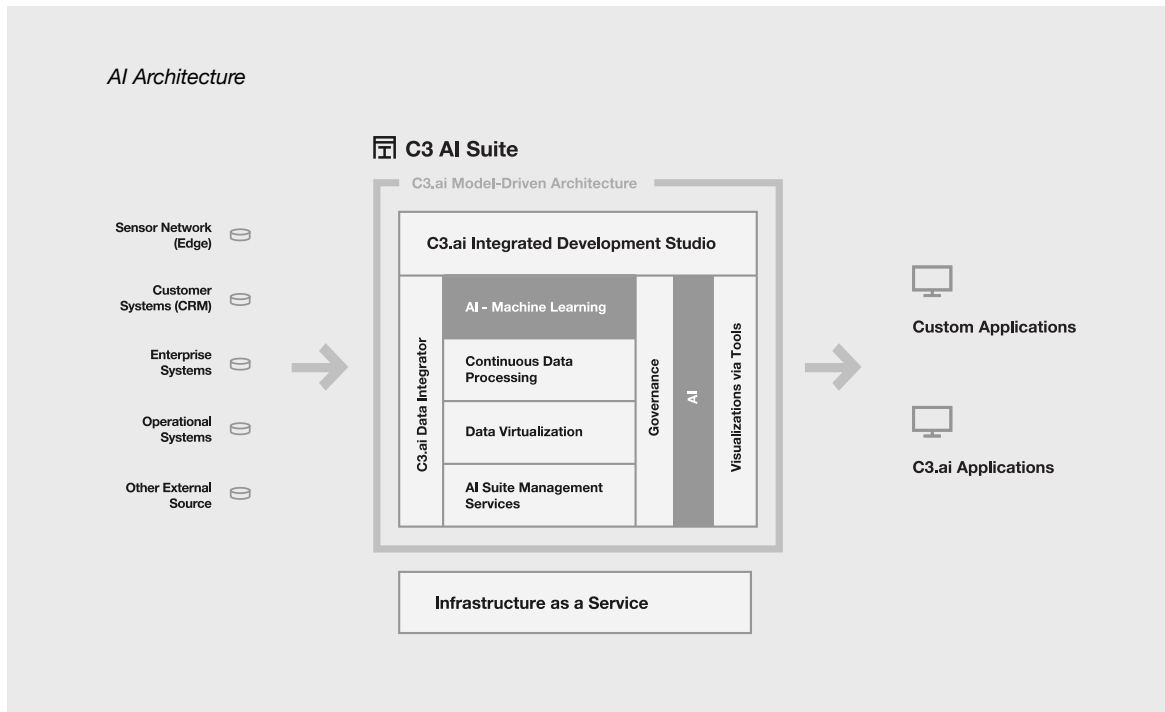 AI Architecture
C3 AI Suite
C3.ai Model-Driven Architecture
Sensor Network
(Edge)
Customer
Systems (CRM)
Enterprise
Systems
Operational
Systems
Other External
Source
C3.ai Integrated Development Studio
C3.ai Data Integrator
AI - Machine Learning
Continuous Data
Processing
Data Virtualization
AI Suite Management
Services
Governance
AI
Visualizations via Tools
Custom Applications
C3.ai Applications
Infrastructure as a Service